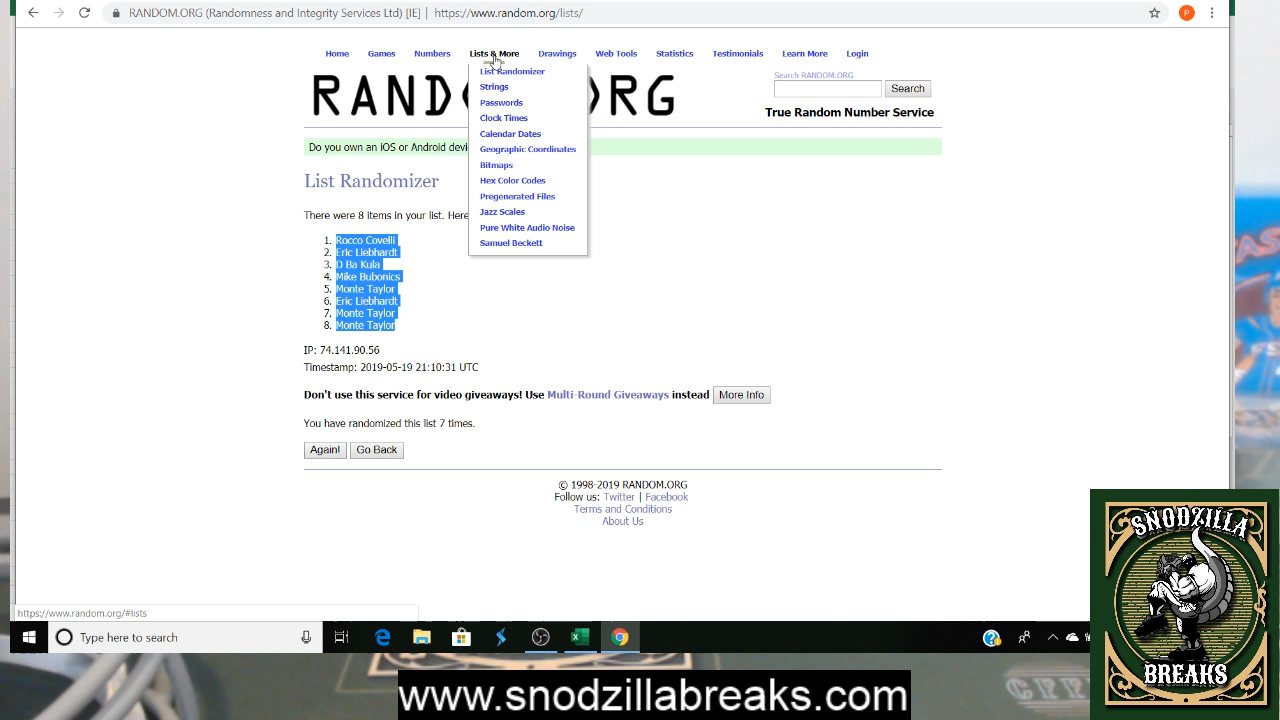 RANDOM.ORG (Randomness and Integrity Services Ltd) [IE] | https://www.random.org/lists/
P
Home Games Numbers Lists & More Drawings Web Tools Statistics Testimonials Learn More Login
List Randomizer
Strings
Passwords
Clock Times
Calendar Dates
Geographic Coordinates
Bitmaps
Hex Color Codes
Pregenerated Files
Jazz Scales
Pure White Audio Noise
Samuel Beckett
RAND RG
Search RANDOM.ORG
Search
True Random Number Service
Do you own an iOS or Android devi
List Randomizer
There were 8 items in your list. Here
1. Rocco Covelli
2. Eric Liebhardt
3. D Ba Kula
4. Mike Bubonics
5. Monte Taylor
6. Eric Liebhardt
7. Monte Taylor
8. Monte Taylor
IP: 74.141.90.56
Timestamp: 2019-05-19 21:10:31 UTC
Don't use this service for video giveaways! Use Multi-Round Giveaways instead More Info
You have randomized this list 7 times.
Again! Go Back
© 1998-2019 RANDOM.ORG
Follow us: Twitter | Facebook
Terms and Conditions
About Us
https://www.random.org/#lists
Type here to search
SNODZILLA
BREAKS
www.snodzillabreaks.com